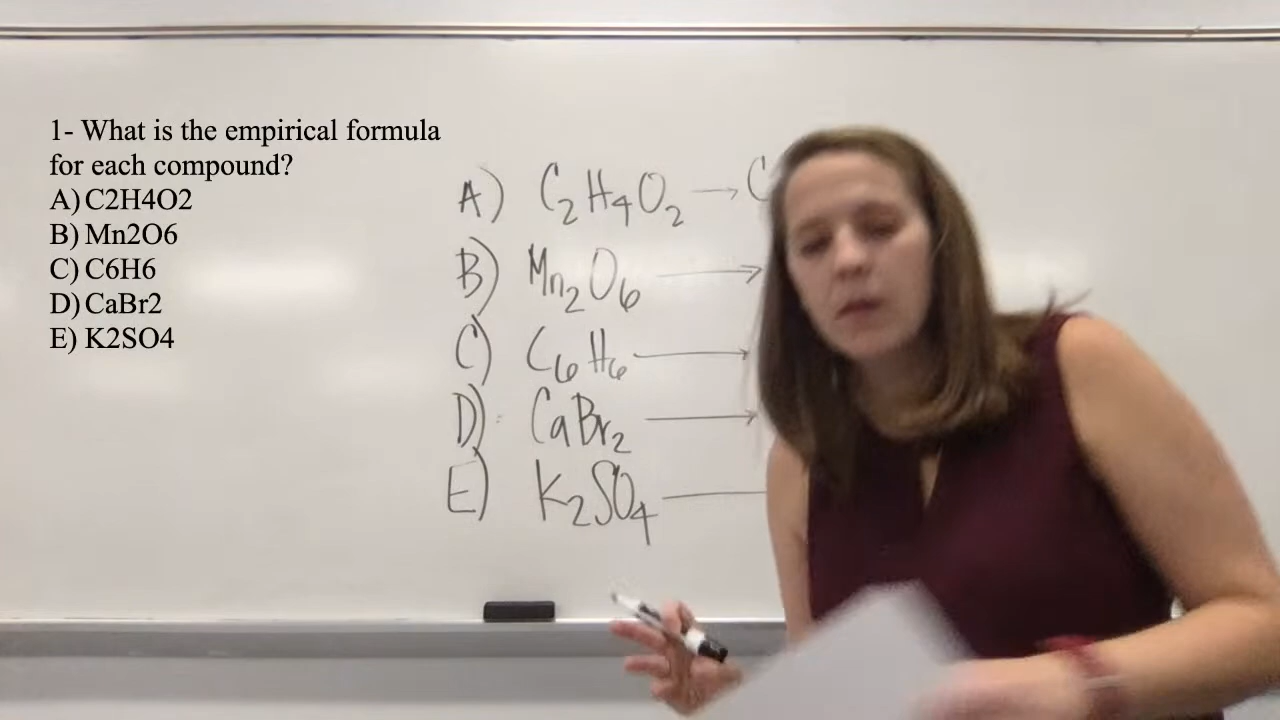 1- What is the empirical formula
for each compound?
A) C2H4O2
B) Mn2O6
C) C6H6
D) CaBr2
E) K2SO4
A) C₂H₄O₂ → C
B) Mn₂O₆ →
C) C₆H₆ →
D) CaBr₂ →
E) K₂SO₄